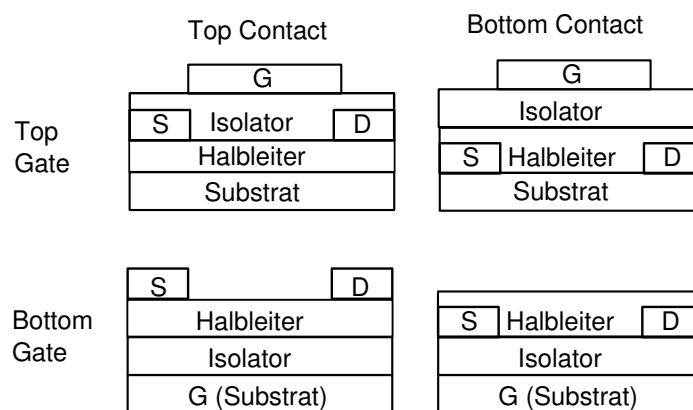 Top Contact
Bottom Contact
Top
Gate
G
S Isolator D
Halbleiter
Substrat
G
Isolator
S Halbleiter D
Substrat
Bottom
Gate
S D
Halbleiter
Isolator
G (Substrat)
S Halbleiter D
Isolator
G (Substrat)